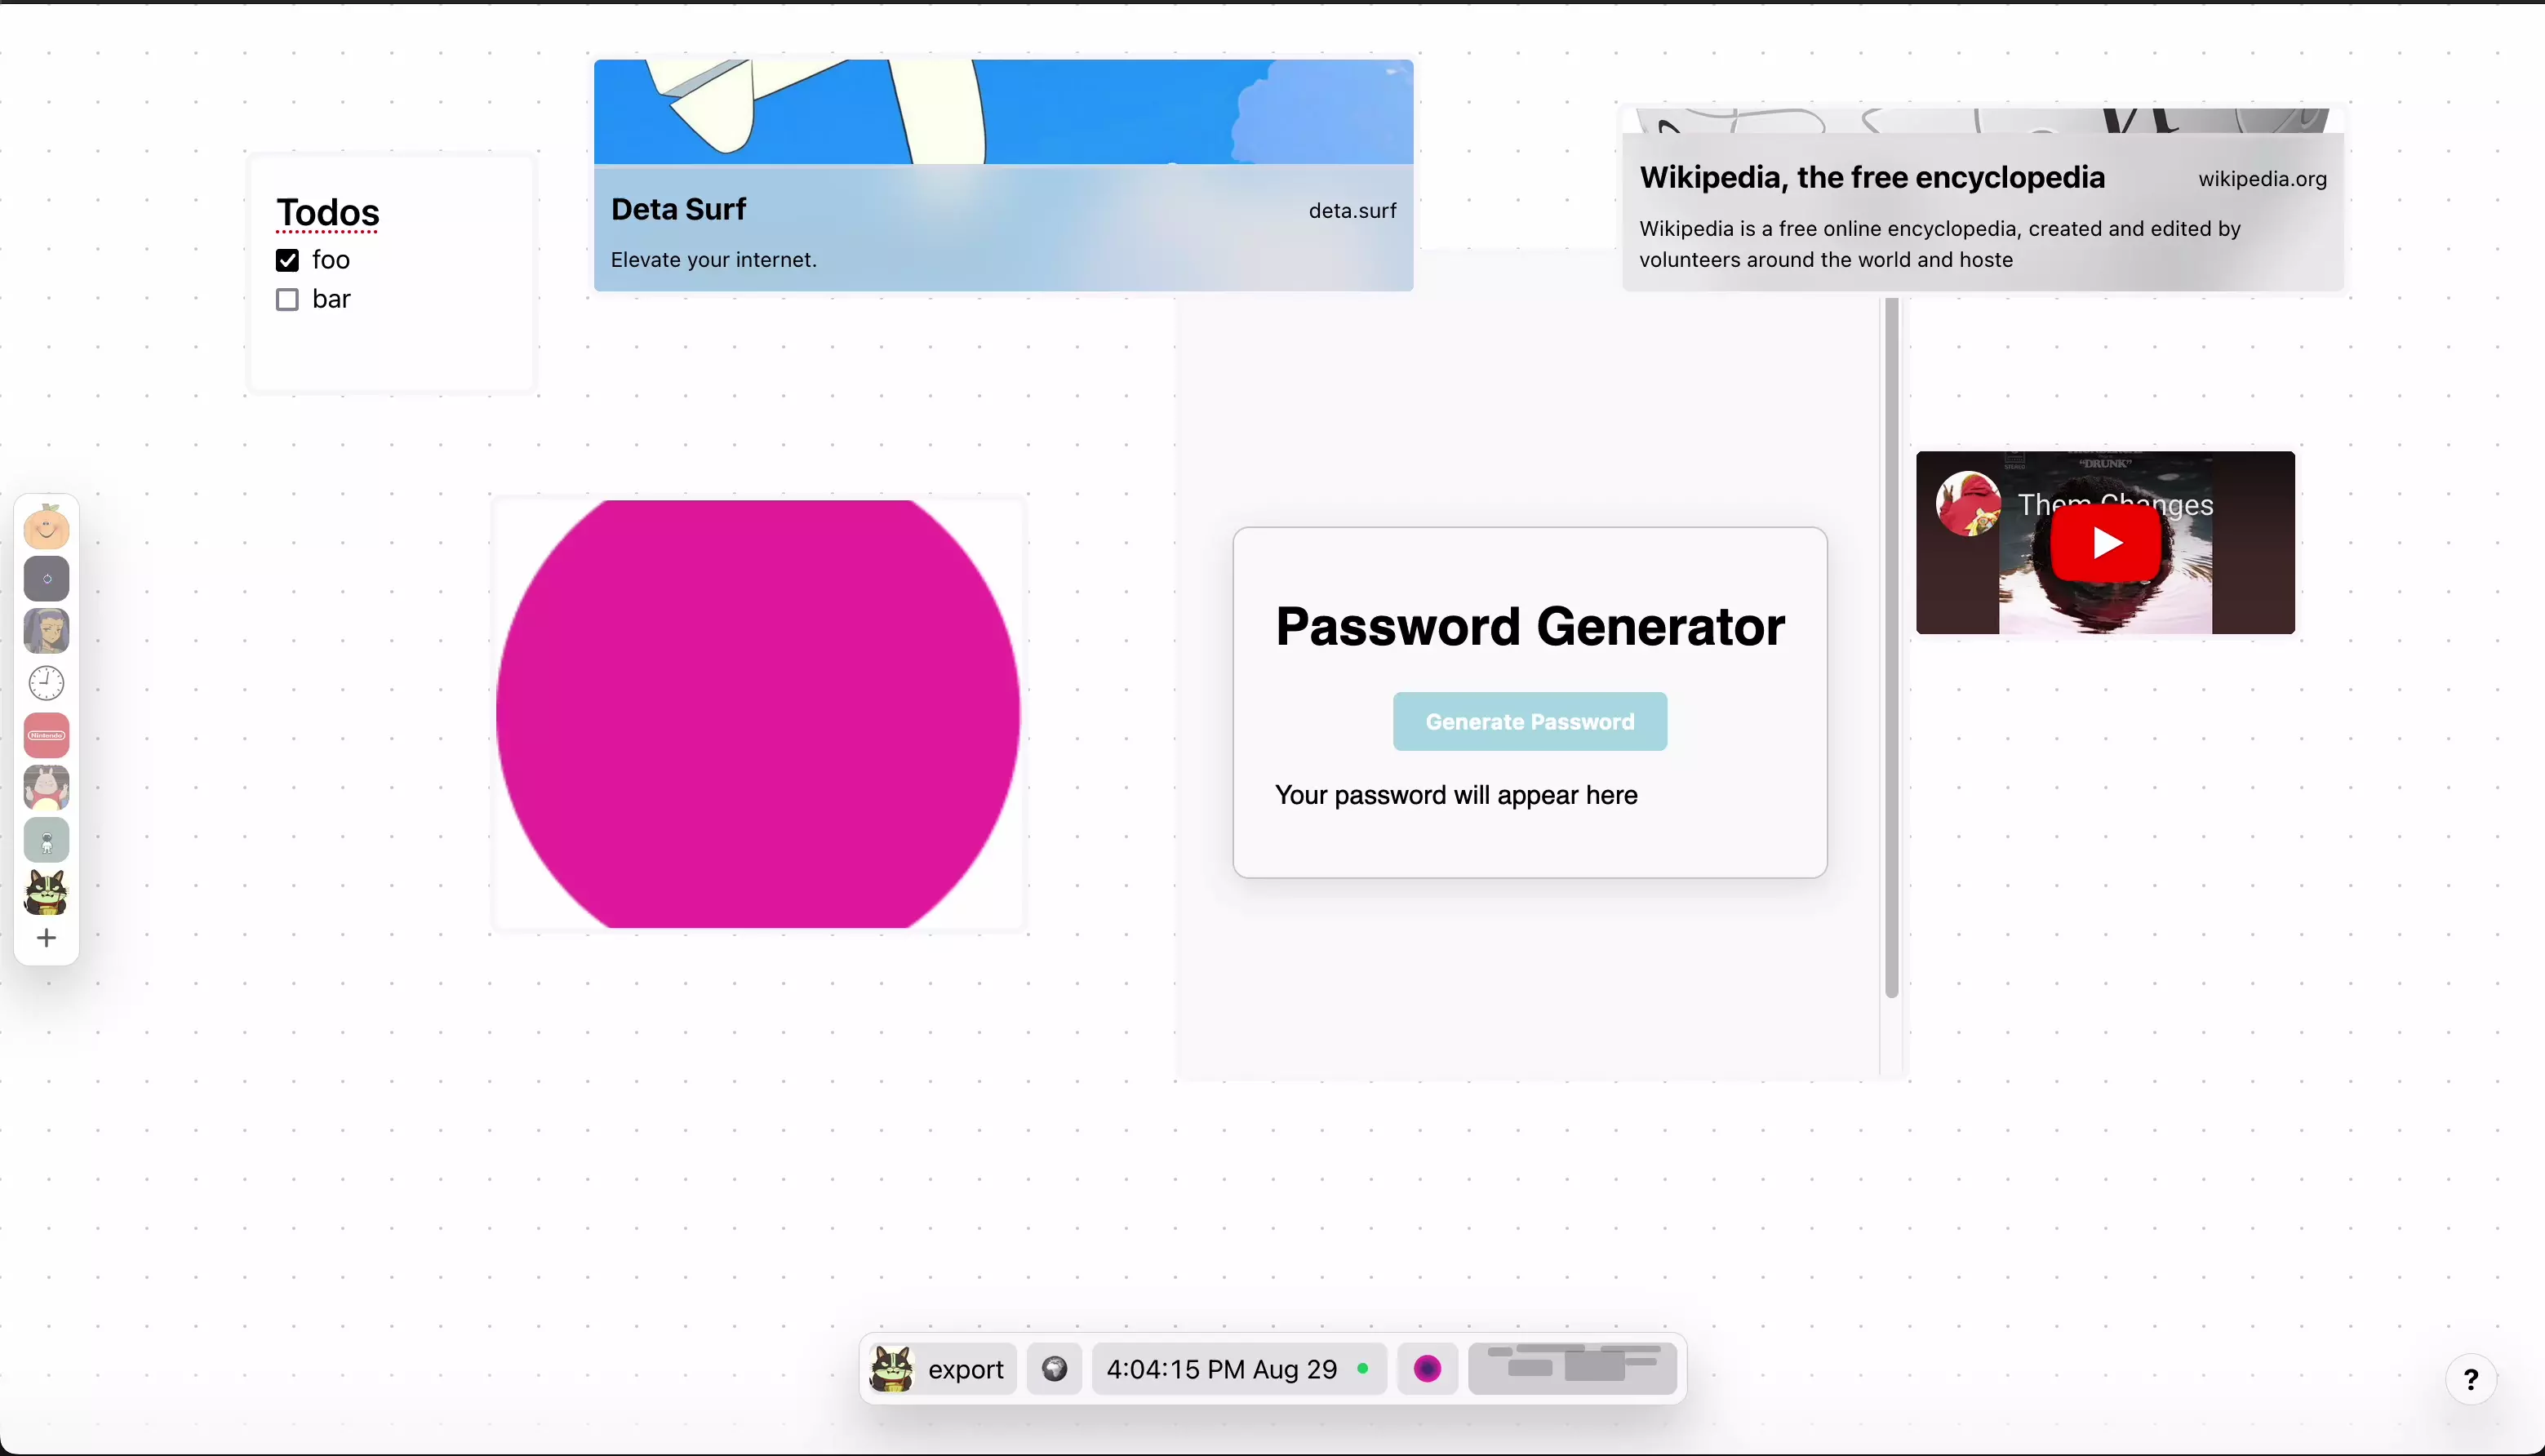 Todos
foo
bar
Deta Surf
deta.surf
Elevate your internet.
Wikipedia, the free encyclopedia
wikipedia.org
Wikipedia is a free online encyclopedia, created and edited by
volunteers around the world and hoste
"DRUNK"
Them Changes
Nintendo
Password Generator
Generate Password
Your password will appear here
export
4:04:15 PM Aug 29
?